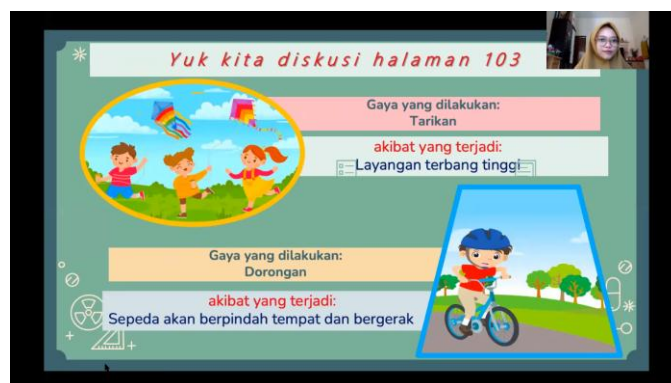 Yuk kita diskusi halaman 103
Gaya yang dilakukan:
Tarikan
akibat yang terjadi:
Layangan terbang tinggi
Gaya yang dilakukan:
Dorongan
akibat yang terjadi:
Sepeda akan berpindah tempat dan bergerak